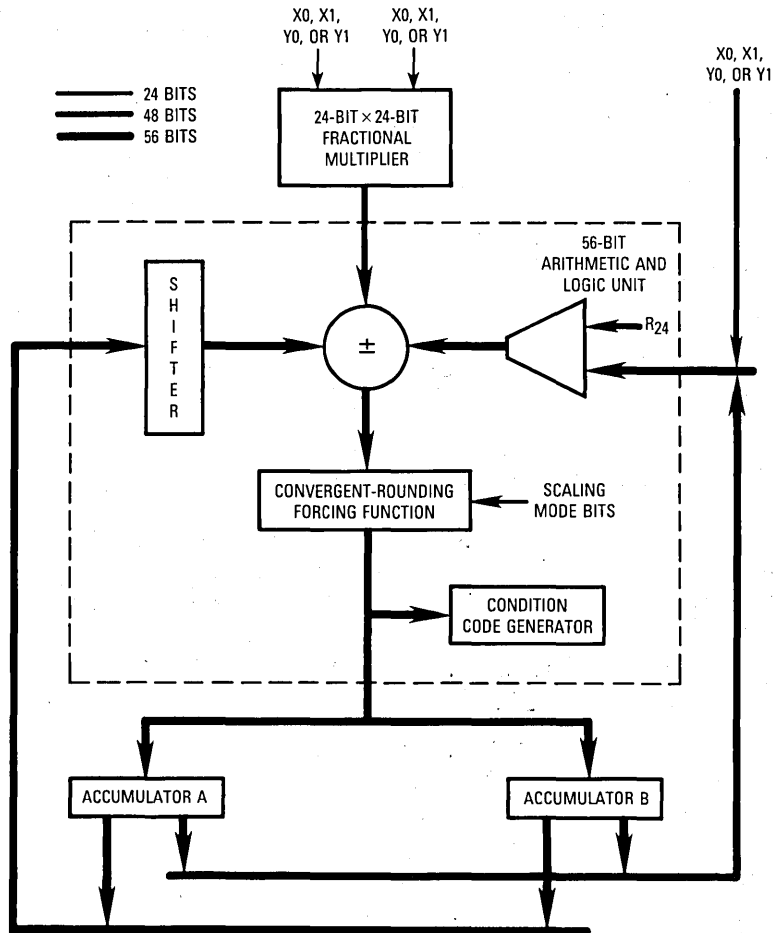 X0, X1,
Y0, OR Y1
X0, X1,
Y0, OR Y1
X0, X1,
Y0, OR Y1
24 BITS
48 BITS
56 BITS
24-BIT × 24-BIT
FRACTIONAL
MULTIPLIER
56-BIT
ARITHMETIC AND
LOGIC UNIT
S
H
I
F
T
E
R
±
R24
CONVERGENT-ROUNDING
FORCING FUNCTION
SCALING
MODE BITS
CONDITION
CODE GENERATOR
ACCUMULATOR A
ACCUMULATOR B